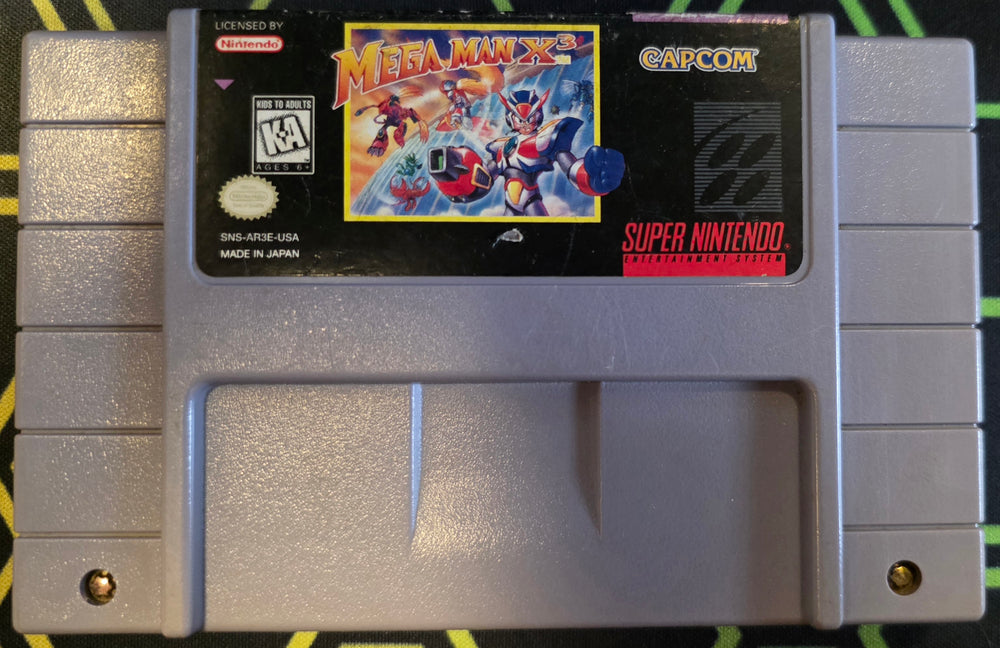 LICENSED BY
Nintendo
MEGA MAN X3
TM
CAPCOM
KIDS TO ADULTS
K-A
AGES 6+
SNS-AR3E-USA
MADE IN JAPAN
SUPER NINTENDO
ENTERTAINMENT SYSTEM